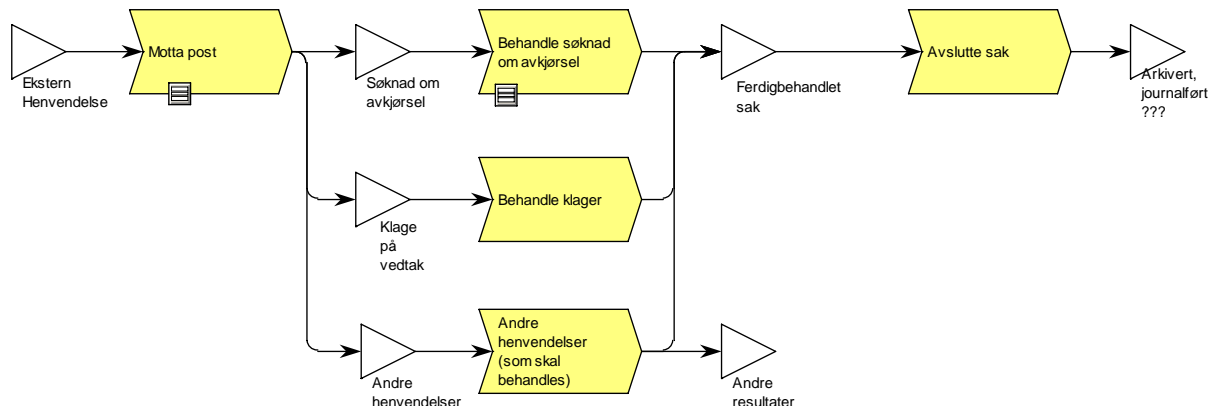 Ekstern
Henvendelse
Motta post
Søknad om
avkjørsel
Behandle søknad
om avkjørsel
Ferdigbehandlet
sak
Avslutte sak
Arkivert,
journalført
???
Klage
på
vedtak
Behandle klager
Andre
henvendelser
Andre
henvendelser
(som skal
behandles)
Andre
resultater